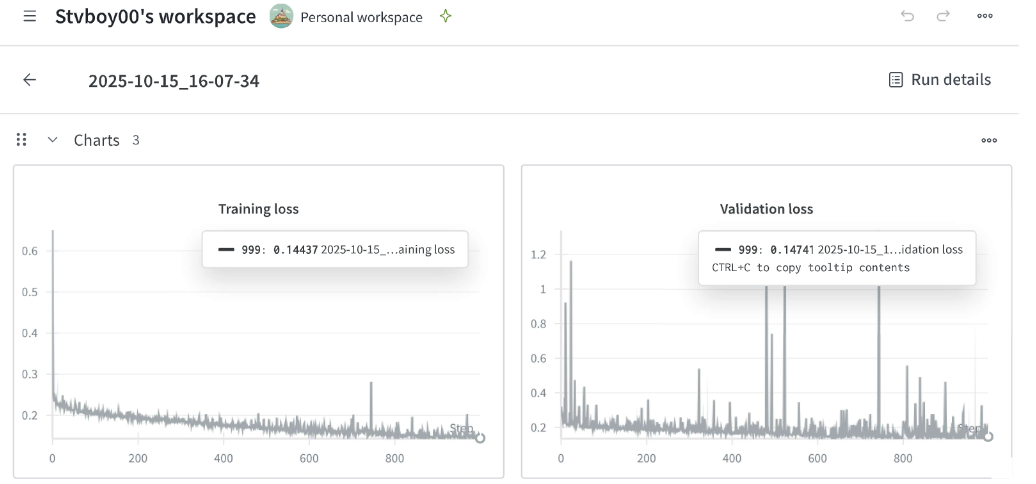 Stvboy00's workspace Personal workspace
2025-10-15_16-07-34 Run details
Charts 3
Training loss
999: 0.14437 2025-10-15_...aining loss
0.6
0.5
0.4
0.3
0.2
Step
0 200 400 600 800
Validation loss
999: 0.14741 2025-10-15_1...idation loss
CTRL+C to copy tooltip contents
1.2
1
0.8
0.6
0.4
0.2
Step
0 200 400 600 800